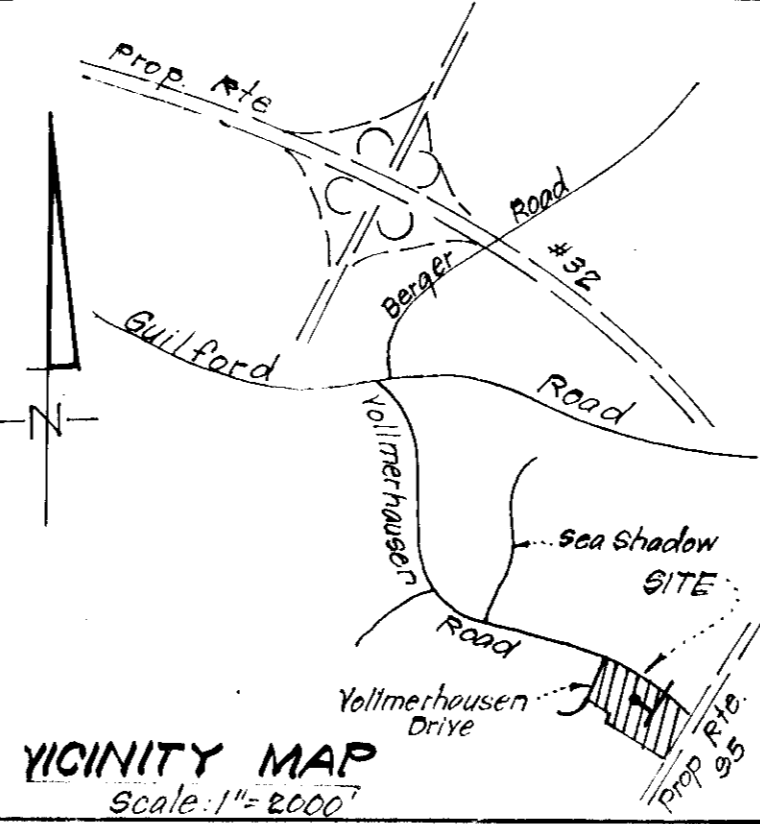 Prop. Rte
#32
Berger Road
Guilford Road
N
Vollmerhausen Road
Sea Shadow
SITE
Vollmerhausen
Drive
Prop Rte.
95
VICINITY MAP
Scale: 1" = 2000'